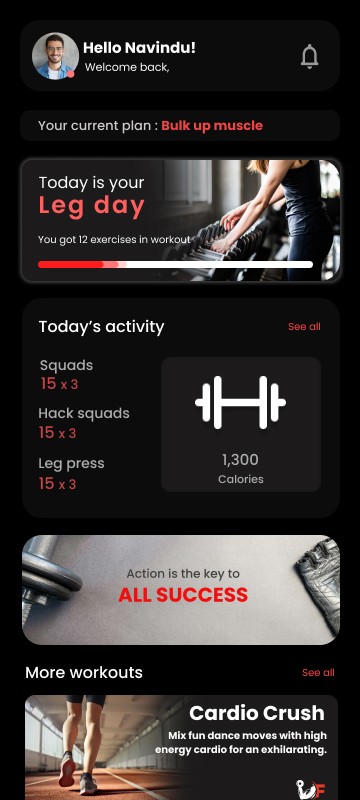 Hello Navindu!
Welcome back,
Your current plan : Bulk up muscle
Today is your
Leg day
You got 12 exercises in workout
Today’s activity
See all
Squads
15 x 3
Hack squads
15 x 3
Leg press
15 x 3
1,300
Calories
Action is the key to
ALL SUCCESS
More workouts
See all
Cardio Crush
Mix fun dance moves with high
energy cardio for an exhilarating.
F